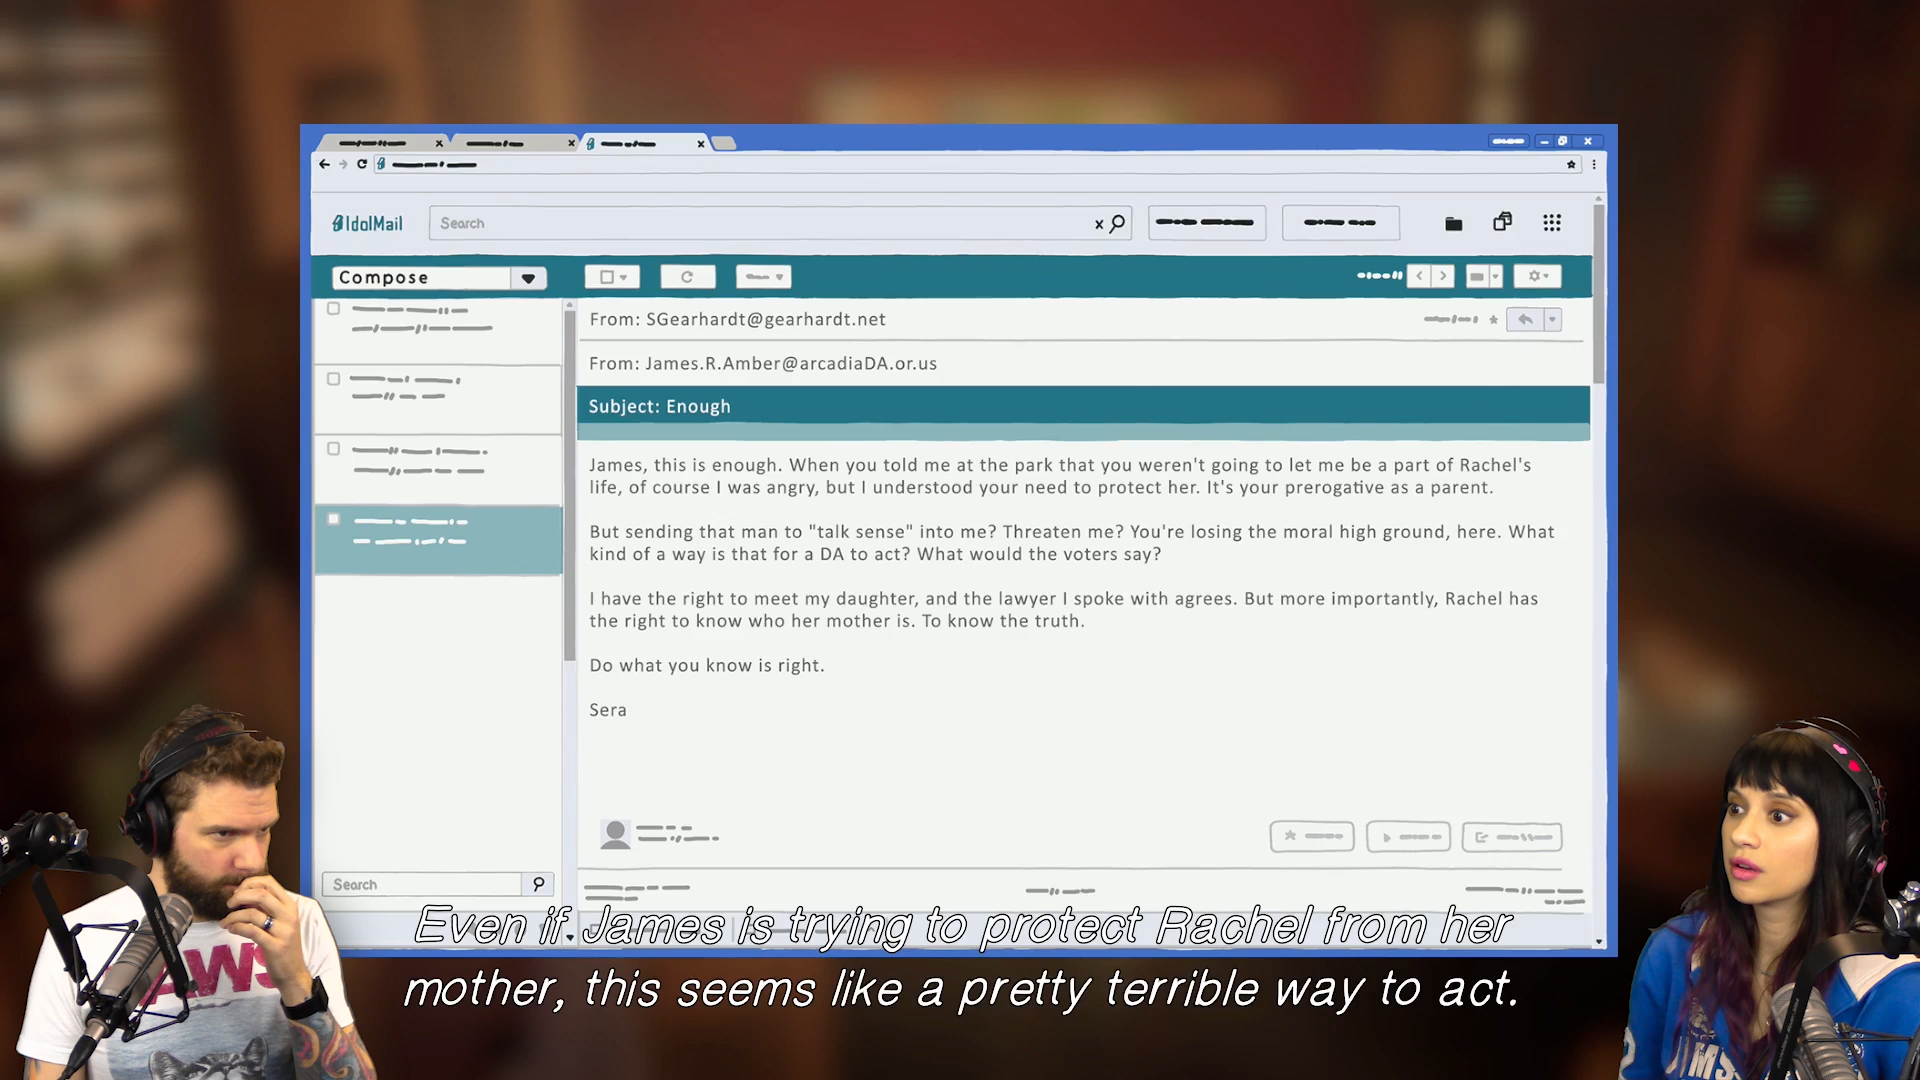 IdolMail
Search
Compose
From: SGearhardt@gearhardt.net
From: James.R.Amber@arcadiaDA.or.us
Subject: Enough
James, this is enough. When you told me at the park that you weren't going to let me be a part of Rachel's
life, of course I was angry, but I understood your need to protect her. It's your prerogative as a parent.
But sending that man to "talk sense" into me? Threaten me? You're losing the moral high ground, here. What
kind of a way is that for a DA to act? What would the voters say?
I have the right to meet my daughter, and the lawyer I spoke with agrees. But more importantly, Rachel has
the right to know who her mother is. To know the truth.
Do what you know is right.
Sera
Search
Even if James is trying to protect Rachel from her
mother, this seems like a pretty terrible way to act.